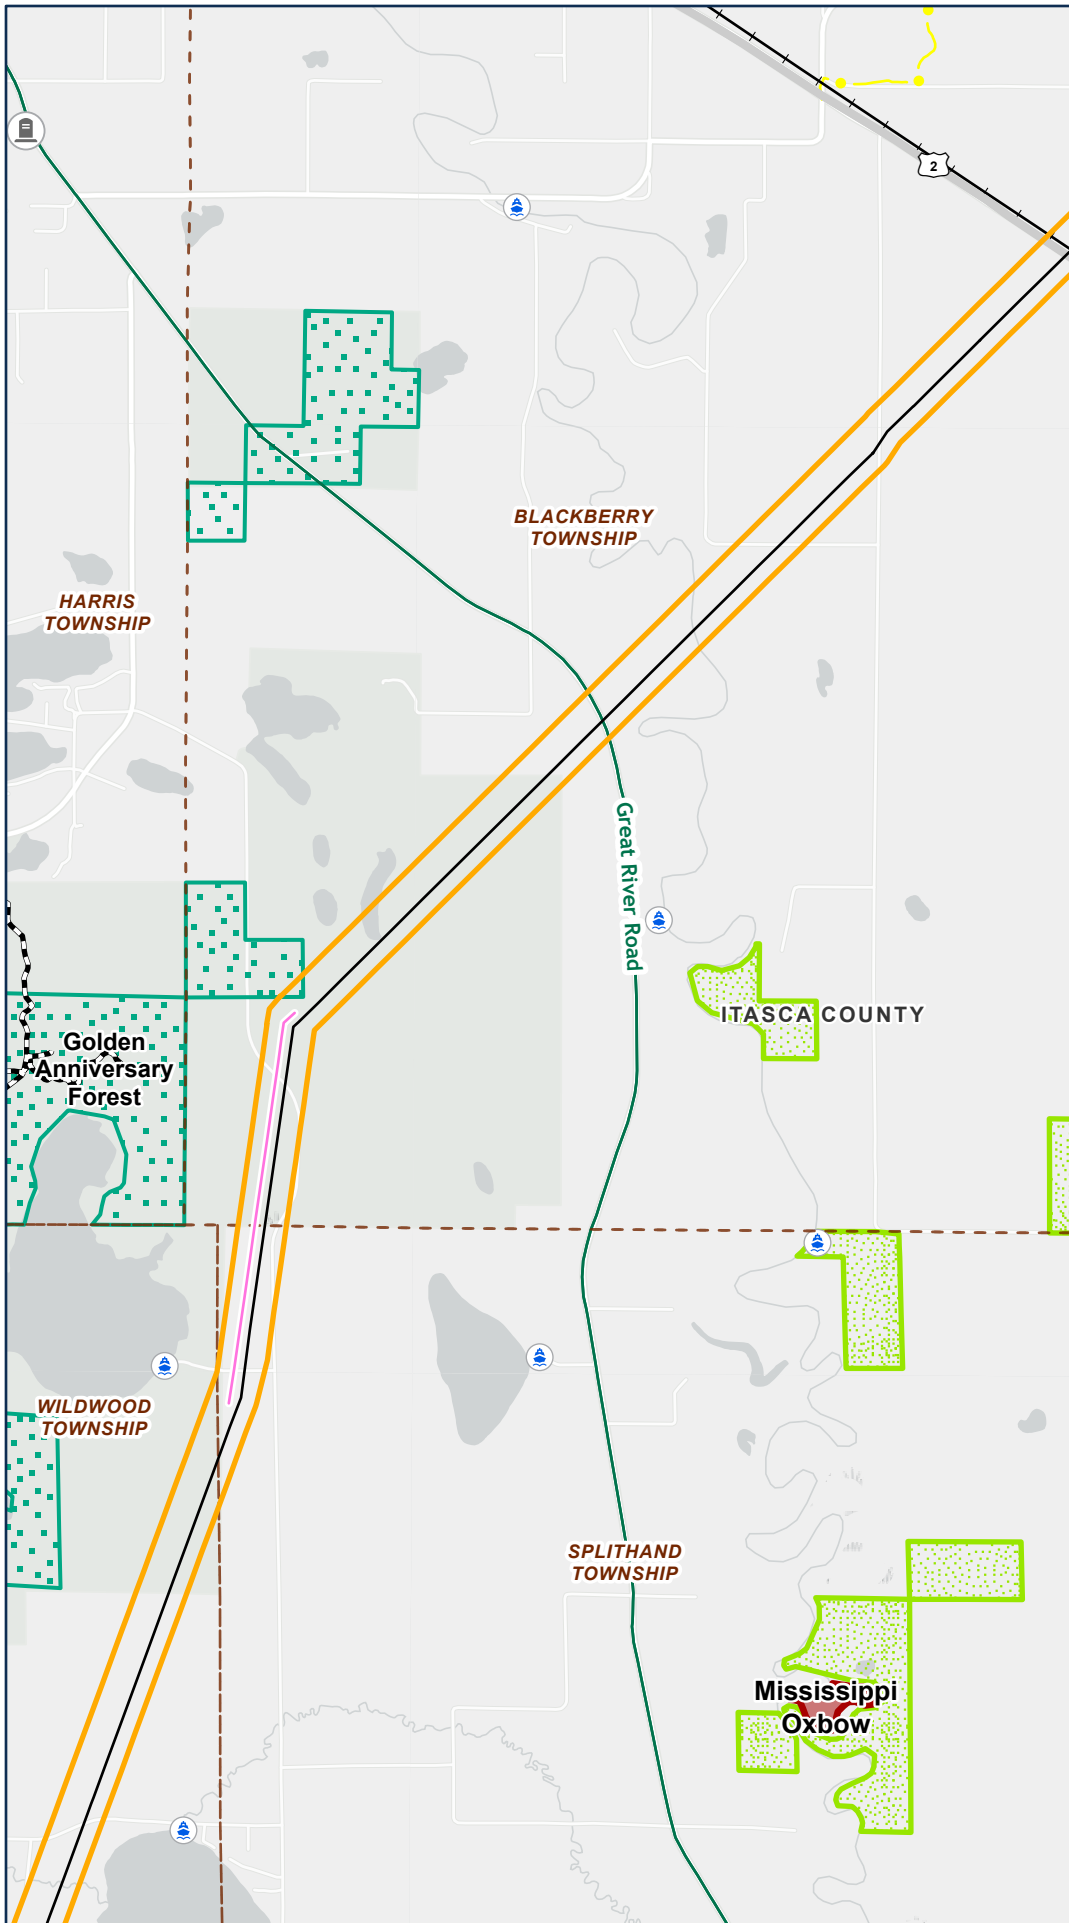 2
BLACKBERRY
TOWNSHIP
HARRIS
TOWNSHIP
Great River Road
ITASCA COUNTY
Golden
Anniversary
Forest
WILDWOOD
TOWNSHIP
SPLITHAND
TOWNSHIP
Mississippi
Oxbow